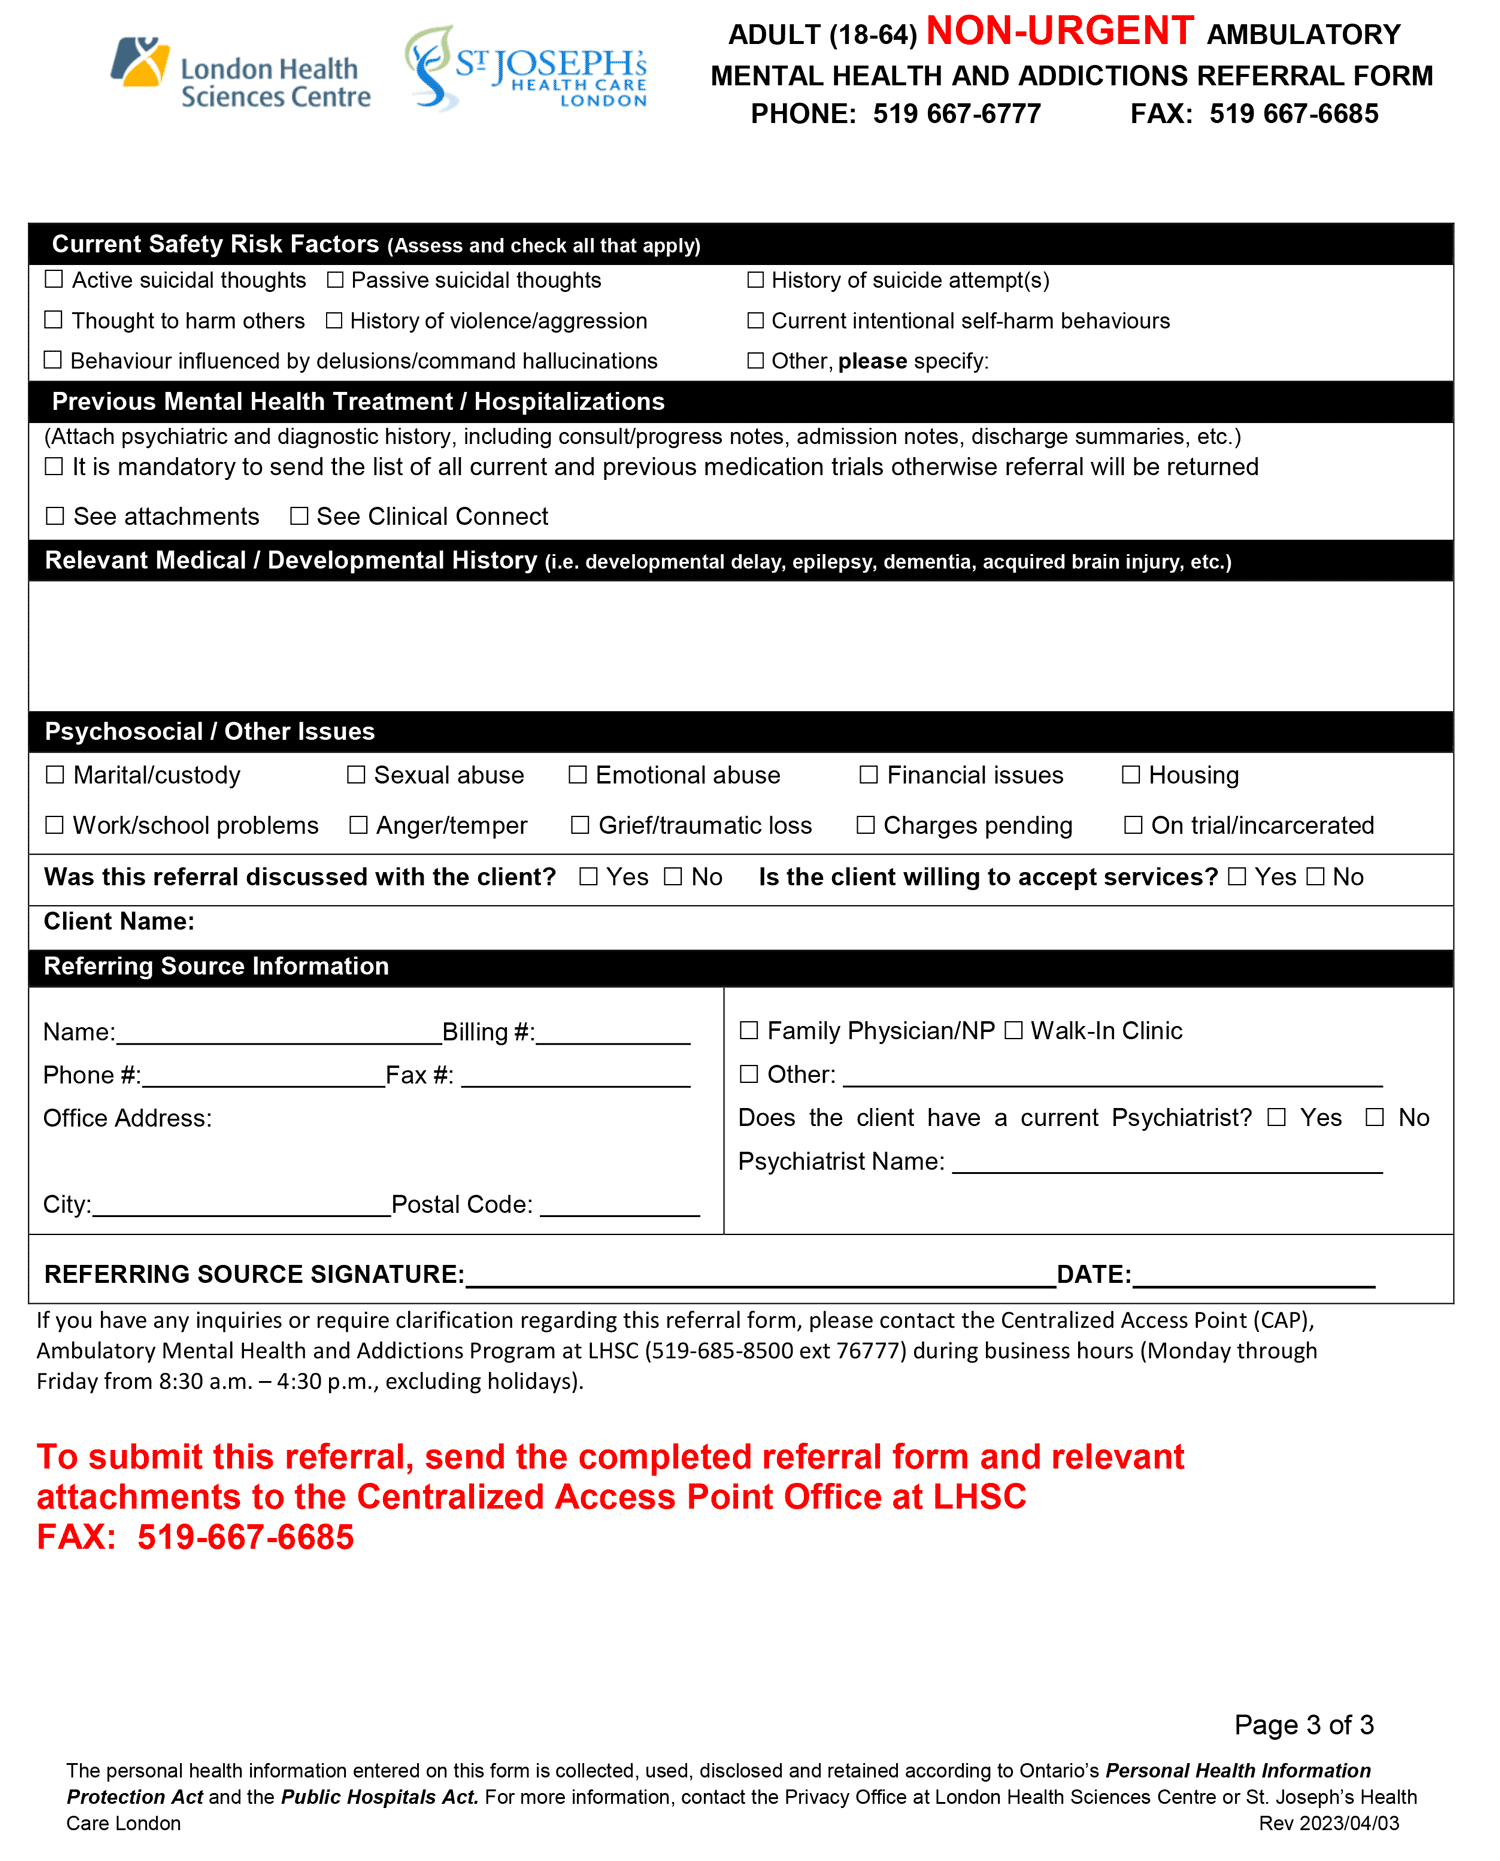 London Health
Sciences Centre
ST JOSEPH'S
HEALTH CARE
LONDON
ADULT (18-64) NON-URGENT AMBULATORY
MENTAL HEALTH AND ADDICTIONS REFERRAL FORM
PHONE: 519 667-6777 FAX: 519 667-6685
Current Safety Risk Factors (Assess and check all that apply)
☐ Active suicidal thoughts ☐ Passive suicidal thoughts ☐ History of suicide attempt(s)
☐ Thought to harm others ☐ History of violence/aggression ☐ Current intentional self-harm behaviours
☐ Behaviour influenced by delusions/command hallucinations ☐ Other, please specify:
Previous Mental Health Treatment / Hospitalizations
(Attach psychiatric and diagnostic history, including consult/progress notes, admission notes, discharge summaries, etc.)
☐ It is mandatory to send the list of all current and previous medication trials otherwise referral will be returned
☐ See attachments ☐ See Clinical Connect
Relevant Medical / Developmental History (i.e. developmental delay, epilepsy, dementia, acquired brain injury, etc.)
Psychosocial / Other Issues
☐ Marital/custody ☐ Sexual abuse ☐ Emotional abuse ☐ Financial issues ☐ Housing
☐ Work/school problems ☐ Anger/temper ☐ Grief/traumatic loss ☐ Charges pending ☐ On trial/incarcerated
Was this referral discussed with the client? ☐ Yes ☐ No Is the client willing to accept services? ☐ Yes ☐ No
Client Name:
Referring Source Information
Name:____________________Billing #:__________
Phone #:_______________Fax #: ______________
Office Address:
City:__________________Postal Code: __________
☐ Family Physician/NP ☐ Walk-In Clinic
☐ Other: __________________________________
Does the client have a current Psychiatrist? ☐ Yes ☐ No
Psychiatrist Name: ___________________________
REFERRING SOURCE SIGNATURE:____________________________________DATE:_______________
If you have any inquiries or require clarification regarding this referral form, please contact the Centralized Access Point (CAP),
Ambulatory Mental Health and Addictions Program at LHSC (519-685-8500 ext 76777) during business hours (Monday through
Friday from 8:30 a.m. – 4:30 p.m., excluding holidays).
To submit this referral, send the completed referral form and relevant
attachments to the Centralized Access Point Office at LHSC
FAX: 519-667-6685
Page 3 of 3
The personal health information entered on this form is collected, used, disclosed and retained according to Ontario's Personal Health Information
Protection Act and the Public Hospitals Act. For more information, contact the Privacy Office at London Health Sciences Centre or St. Joseph's Health
Care London Rev 2023/04/03